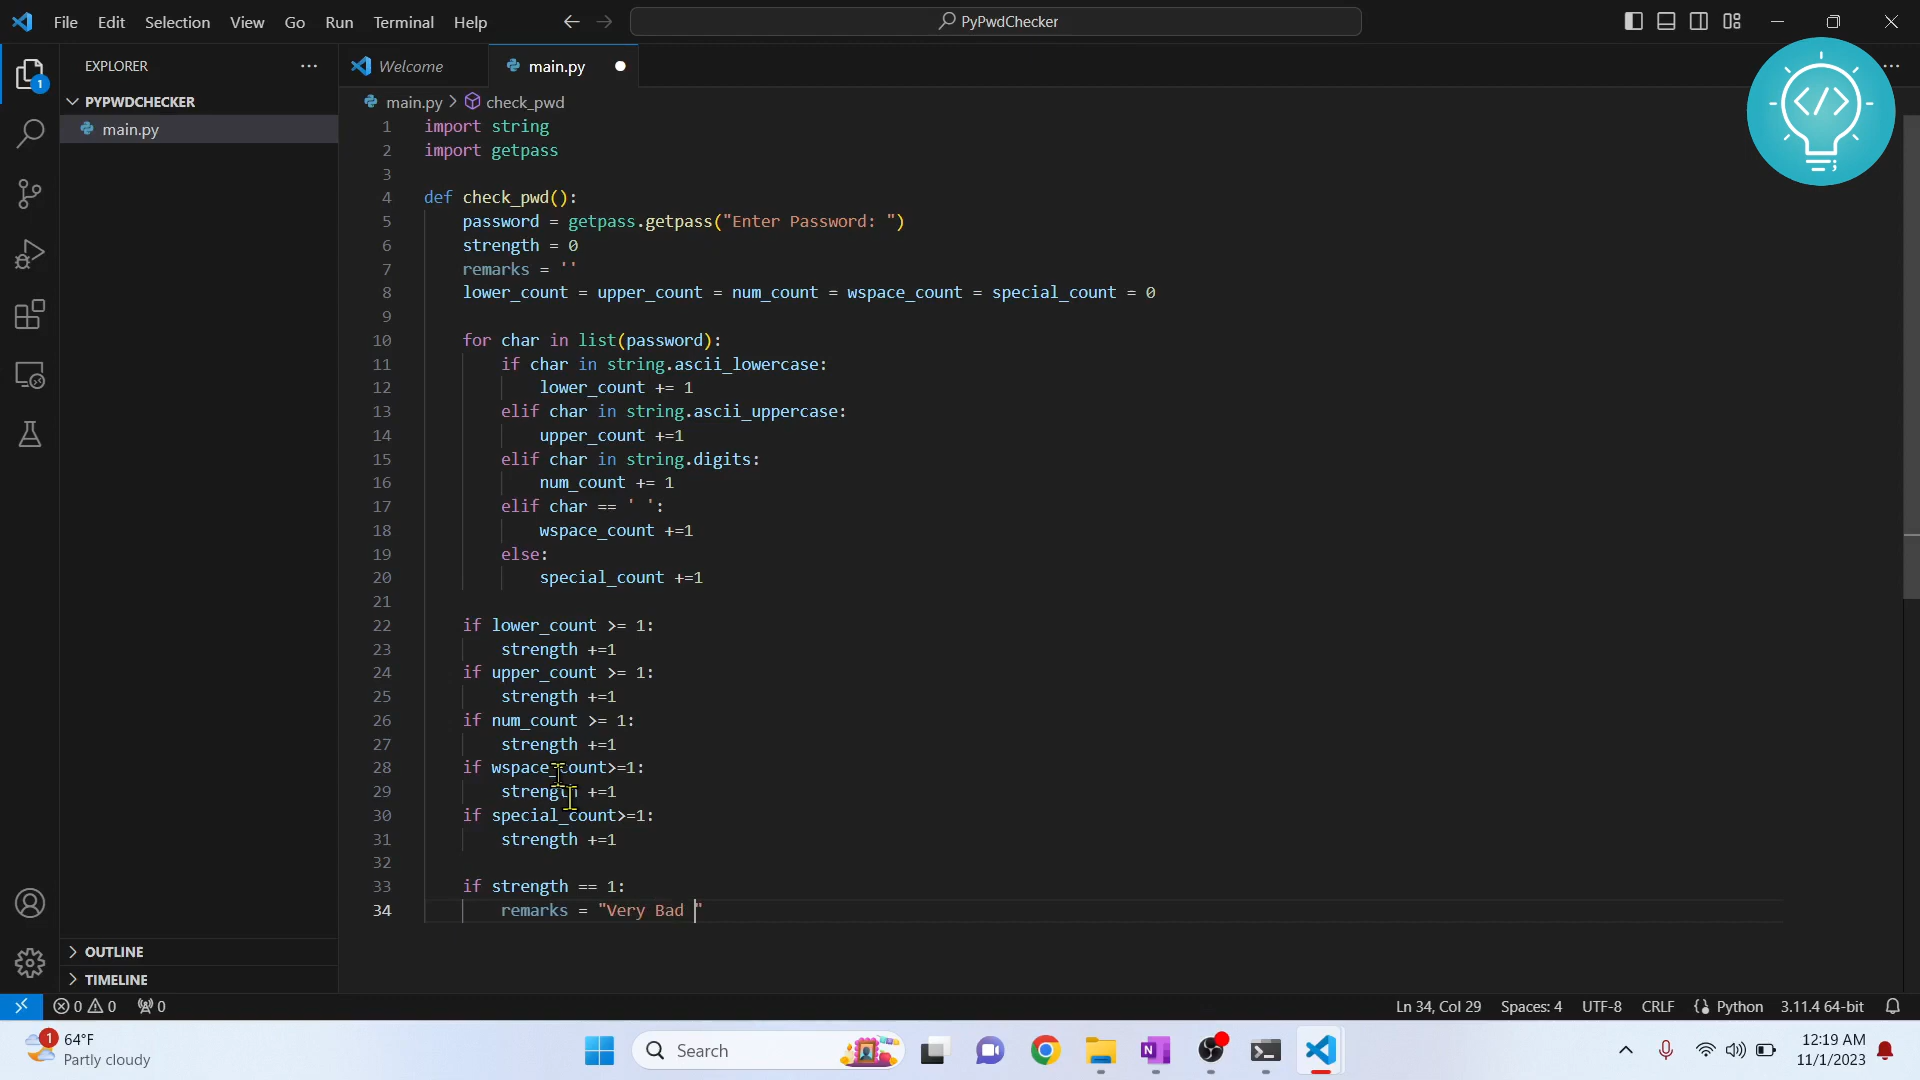 File Edit Selection View Go Run Terminal Help
PyPwdChecker
EXPLORER
Welcome
main.py
1
PYPWDCHECKER
main.py > check_pwd
main.py
1 import string
2 import getpass
3
4 def check_pwd():
5 password = getpass.getpass("Enter Password: ")
6 strength = 0
7 remarks = ''
8 lower_count = upper_count = num_count = wspace_count = special_count = 0
9
10 for char in list(password):
11 if char in string.ascii_lowercase:
12 lower_count += 1
13 elif char in string.ascii_uppercase:
14 upper_count +=1
15 elif char in string.digits:
16 num_count += 1
17 elif char == ' ':
18 wspace_count +=1
19 else:
20 special_count +=1
21
22 if lower_count >= 1:
23 strength +=1
24 if upper_count >= 1:
25 strength +=1
26 if num_count >= 1:
27 strength +=1
28 if wspace_count>=1:
29 strength +=1
30 if special_count>=1:
31 strength +=1
32
33 if strength == 1:
34 remarks = "Very Bad "
OUTLINE
TIMELINE
0 0 0
Ln 34, Col 29 Spaces: 4 UTF-8 CRLF Python 3.11.4 64-bit
1
64°F
Partly cloudy
Search
12:19 AM
11/1/2023